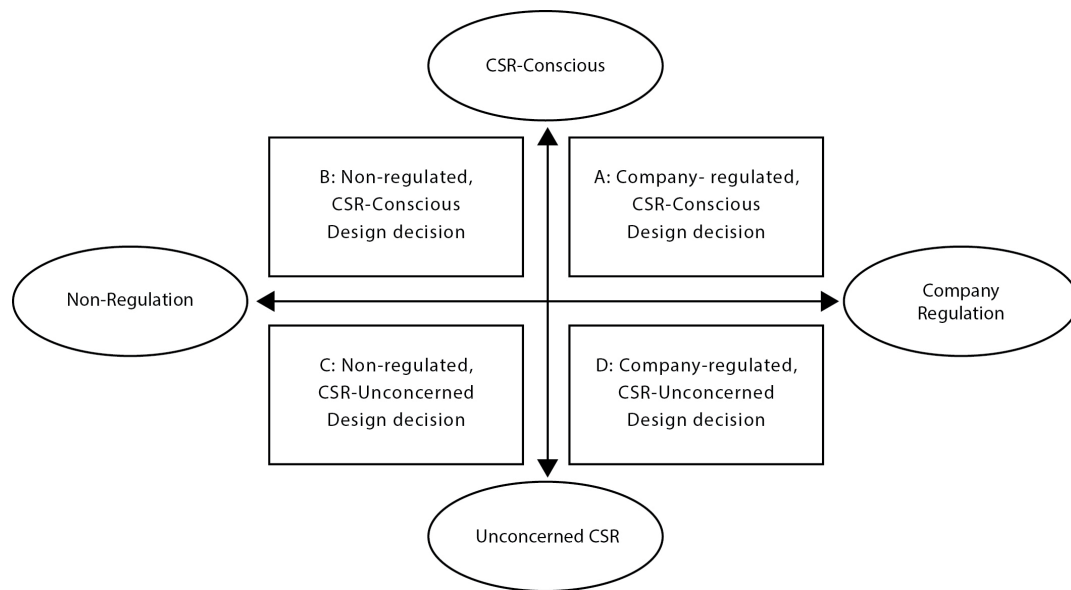 CSR-Conscious
B: Non-regulated,
CSR-Conscious
Design decision
A: Company- regulated,
CSR-Conscious
Design decision
Non-Regulation
Company
Regulation
C: Non-regulated,
CSR-Unconcerned
Design decision
D: Company-regulated,
CSR-Unconcerned
Design decision
Unconcerned CSR